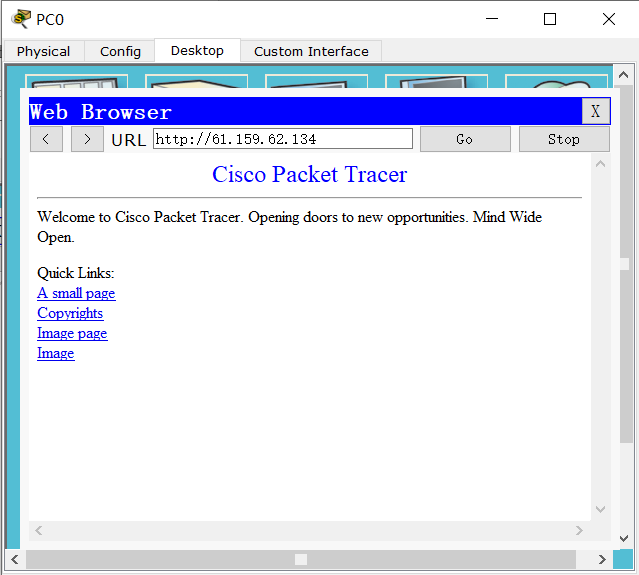 PC0
Physical Config Desktop Custom Interface
Web Browser X
< > URL http://61.159.62.134 Go Stop
Cisco Packet Tracer
Welcome to Cisco Packet Tracer. Opening doors to new opportunities. Mind Wide
Open.
Quick Links:
A small page
Copyrights
Image page
Image